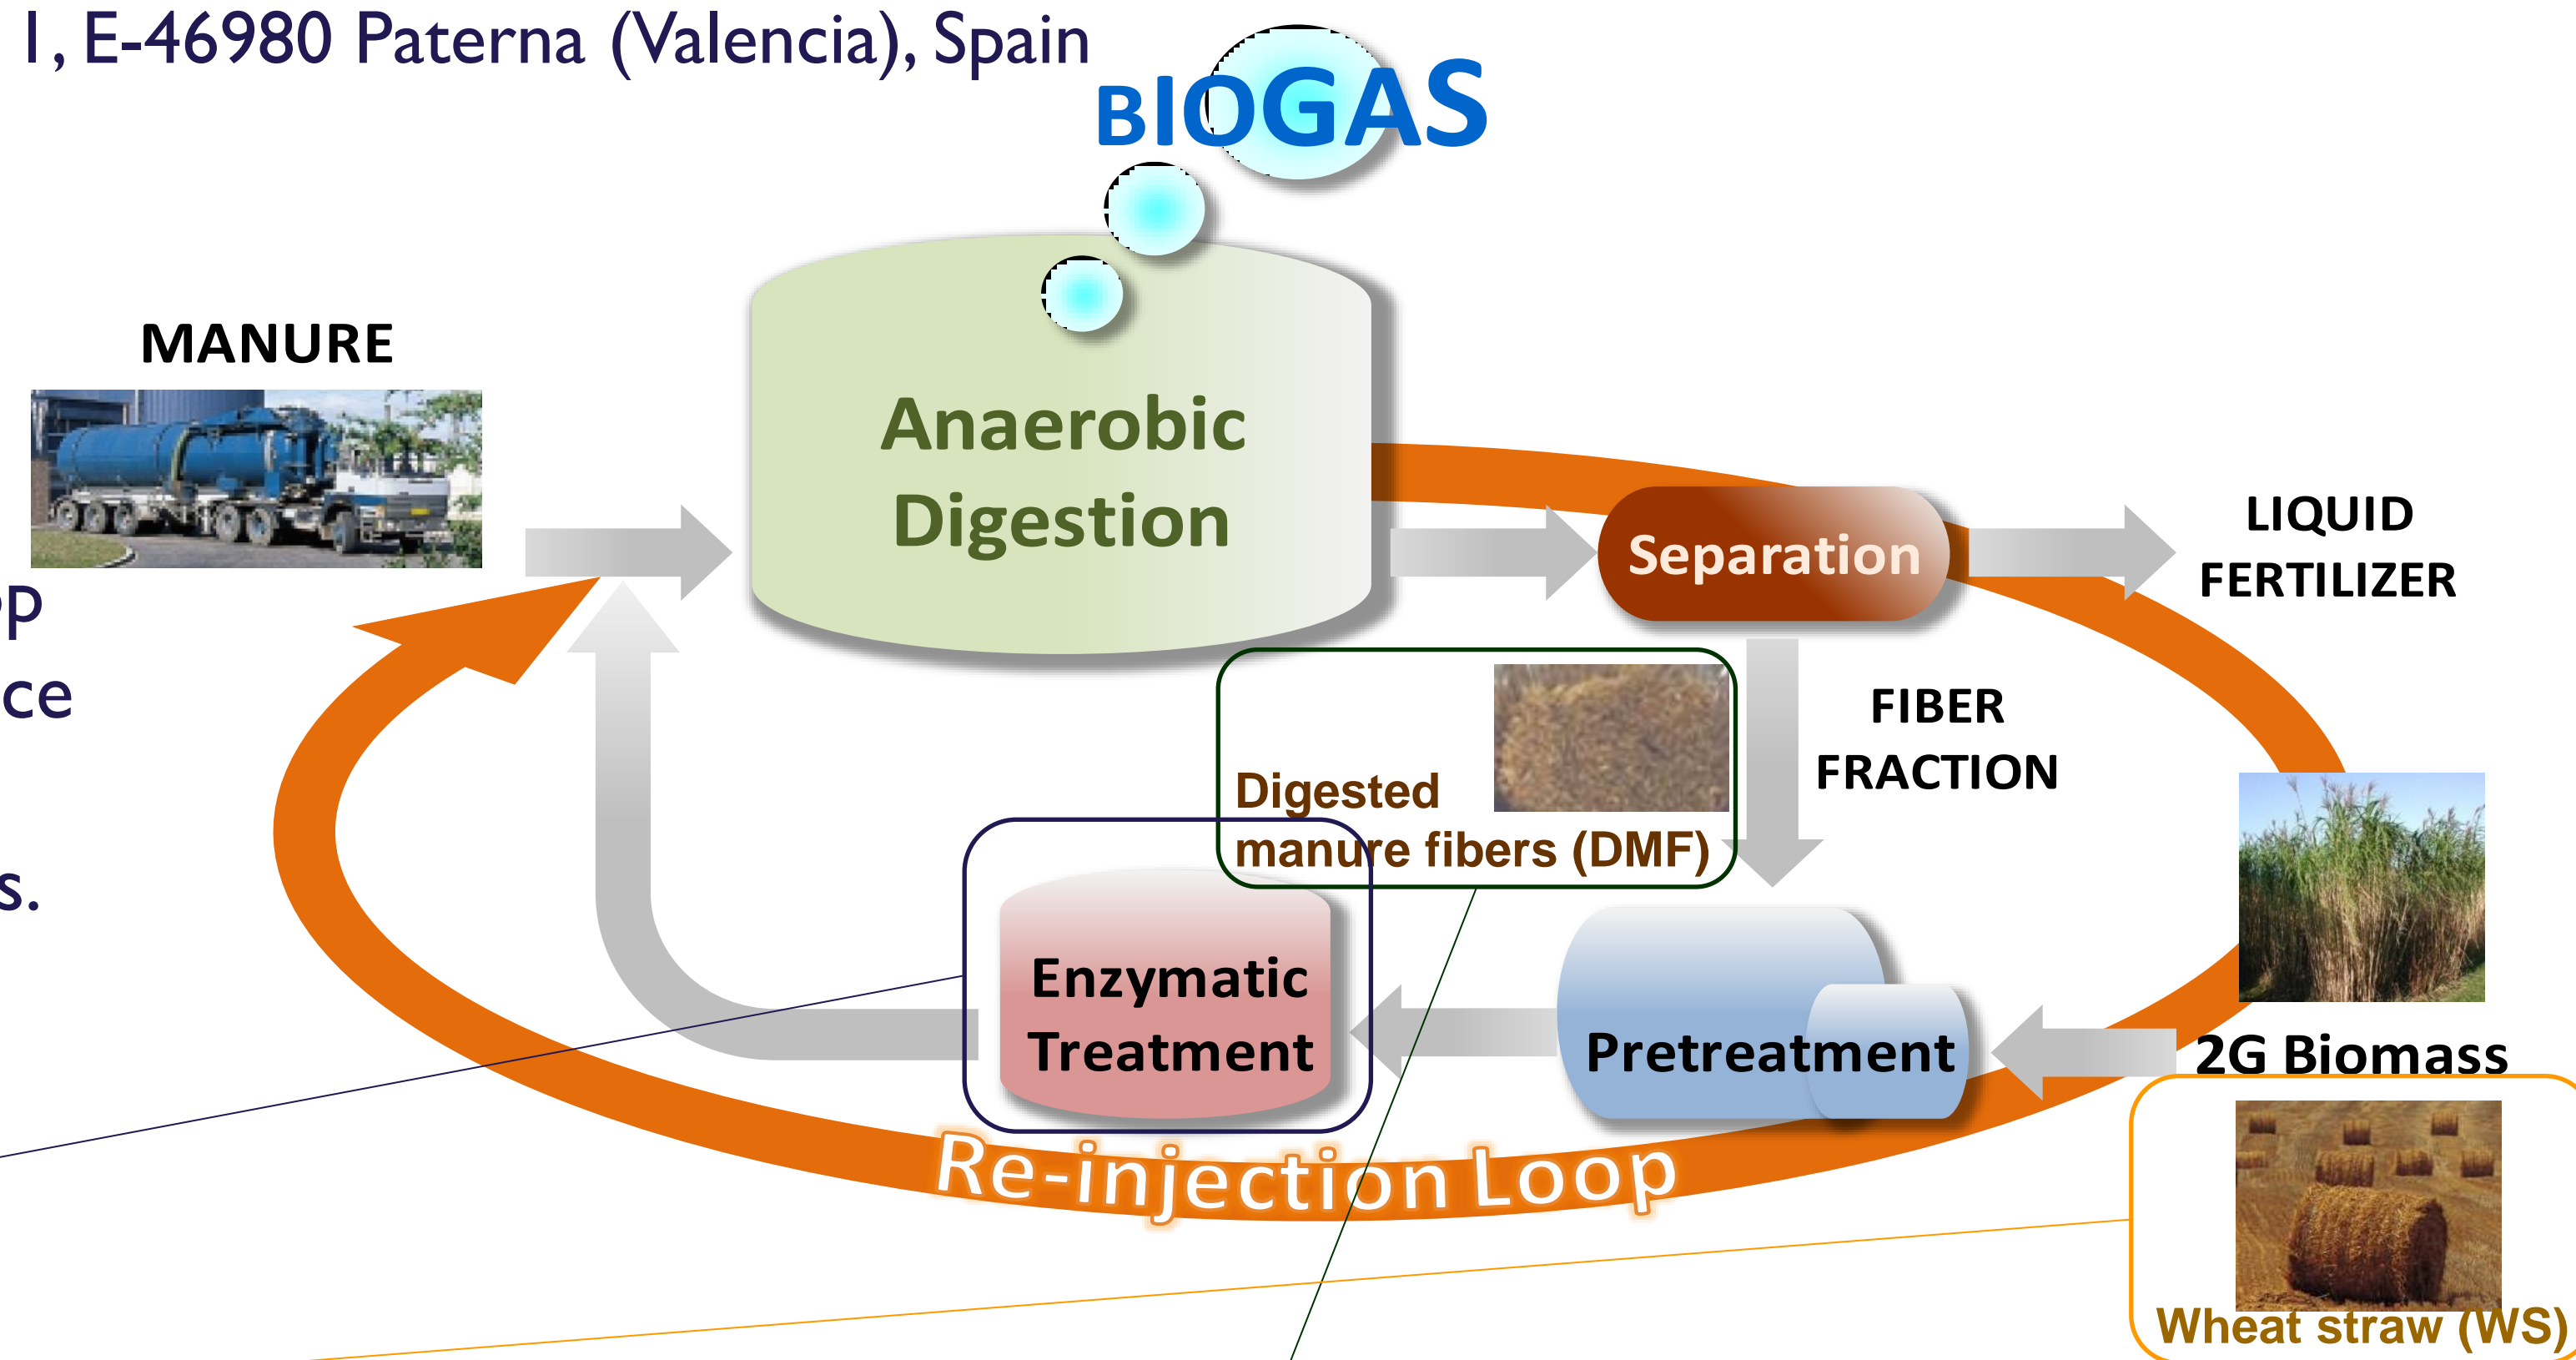 1, E-46980 Paterna (Valencia), Spain
BIOGAS
MANURE
Anaerobic
Digestion
Separation
LIQUID
FERTILIZER
p
ce
s.
FIBER
FRACTION
Digested
manure fibers (DMF)
Enzymatic
Treatment
Pretreatment
2G Biomass
Re-injection Loop
Wheat straw (WS)